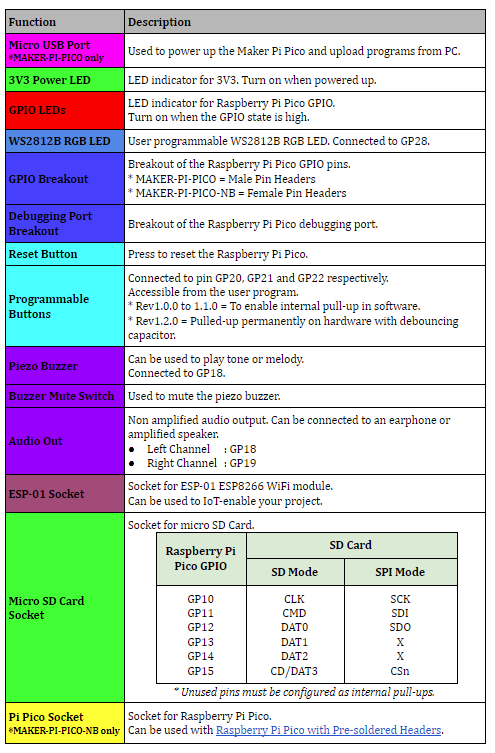 Function Description
Micro USB Port
*MAKER-PI-PICO only
Used to power up the Maker Pi Pico and upload programs from PC.
3V3 Power LED
LED indicator for 3V3. Turn on when powered up.
GPIO LEDs
LED indicator for Raspberry Pi Pico GPIO.
Turn on when the GPIO state is high.
WS2812B RGB LED
User programmable WS2812B RGB LED. Connected to GP28.
GPIO Breakout
Breakout of the Raspberry Pi Pico GPIO pins.
* MAKER-PI-PICO = Male Pin Headers
* MAKER-PI-PICO-NB = Female Pin Headers
Debugging Port
Breakout
Breakout of the Raspberry Pi Pico debugging port.
Reset Button
Press to reset the Raspberry Pi Pico.
Programmable
Buttons
Connected to pin GP20, GP21 and GP22 respectively.
Accessible from the user program.
* Rev1.0.0 to 1.1.0 = To enable internal pull-up in software.
* Rev1.2.0 = Pulled-up permanently on hardware with debouncing
capacitor.
Piezo Buzzer
Can be used to play tone or melody.
Connected to GP18.
Buzzer Mute Switch
Used to mute the piezo buzzer.
Audio Out
Non amplified audio output. Can be connected to an earphone or
amplified speaker.
● Left Channel : GP18
● Right Channel : GP19
ESP-01 Socket
Socket for ESP-01 ESP8266 WiFi module.
Can be used to IoT-enable your project.
Micro SD Card
Socket
Socket for micro SD Card.
Raspberry Pi
Pico GPIO
SD Card
SD Mode SPI Mode
GP10 CLK SCK
GP11 CMD SDI
GP12 DAT0 SDO
GP13 DAT1 X
GP14 DAT2 X
GP15 CD/DAT3 CSn
* Unused pins must be configured as internal pull-ups.
Pi Pico Socket
*MAKER-PI-PICO-NB only
Socket for Raspberry Pi Pico.
Can be used with Raspberry Pi Pico with Pre-soldered Headers.